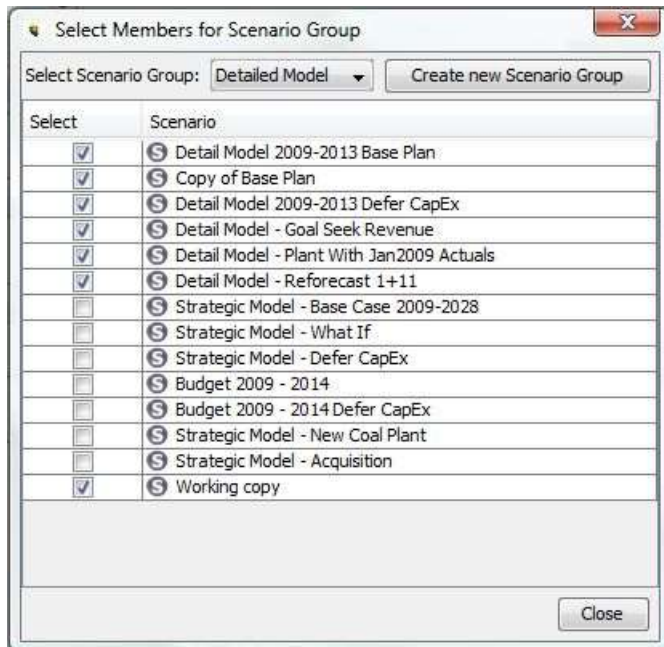 Select Members for Scenario Group
Select Scenario Group: Detailed Model Create new Scenario Group
Select Scenario
Detail Model 2009-2013 Base Plan
Copy of Base Plan
Detail Model 2009-2013 Defer CapEx
Detail Model - Goal Seek Revenue
Detail Model - Plant With Jan2009 Actuals
Detail Model - Reforecast 1+11
Strategic Model - Base Case 2009-2028
Strategic Model - What If
Strategic Model - Defer CapEx
Budget 2009 - 2014
Budget 2009 - 2014 Defer CapEx
Strategic Model - New Coal Plant
Strategic Model - Acquisition
Working copy
Close